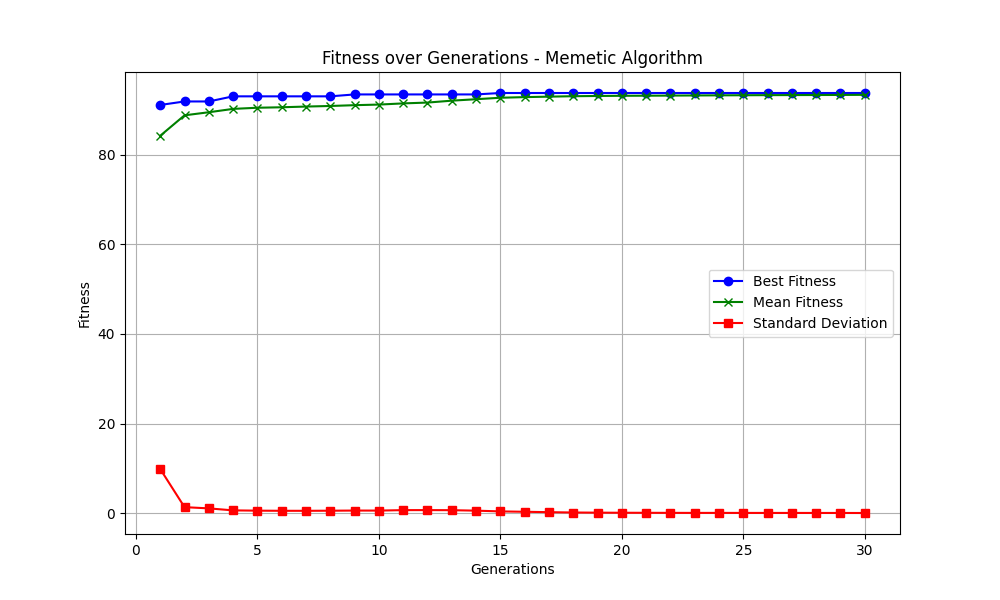 Fitness over Generations - Memetic Algorithm
Fitness
80
60
40
20
0
Best Fitness
Mean Fitness
Standard Deviation
0 5 10 15 20 25 30
Generations